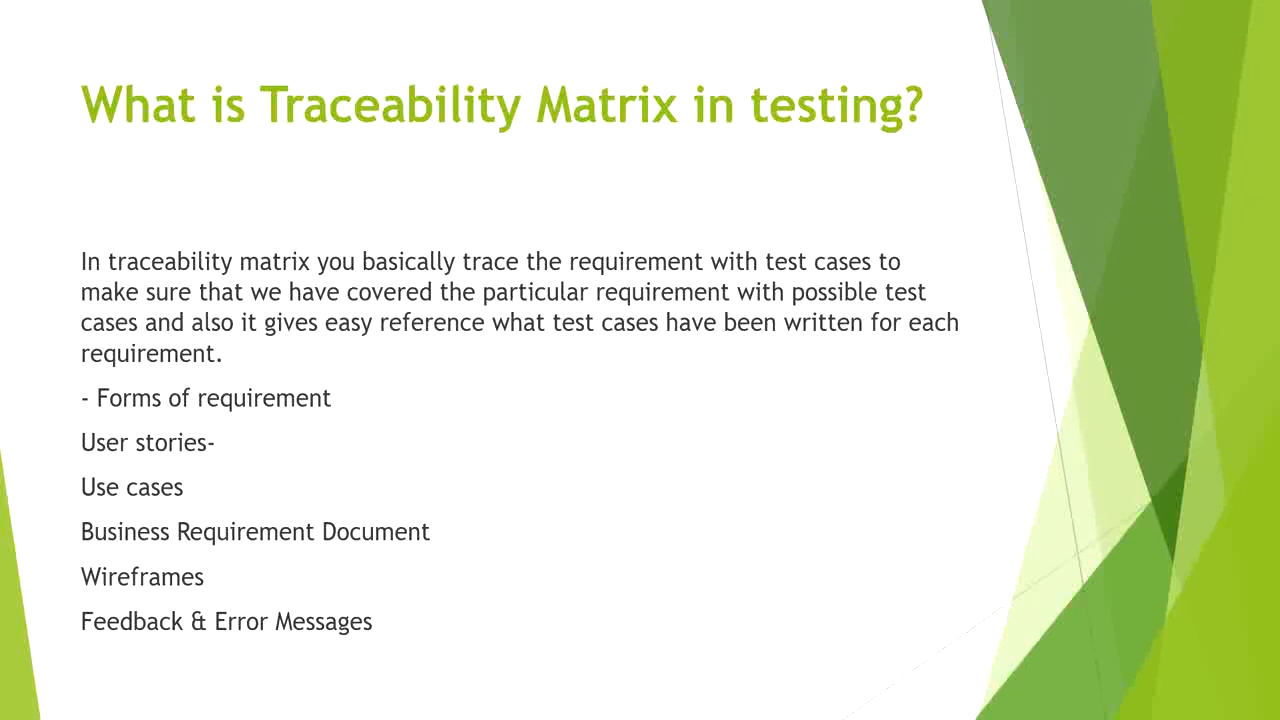 What is Traceability Matrix in testing?
In traceability matrix you basically trace the requirement with test cases to
make sure that we have covered the particular requirement with possible test
cases and also it gives easy reference what test cases have been written for each
requirement.
- Forms of requirement
User stories-
Use cases
Business Requirement Document
Wireframes
Feedback & Error Messages